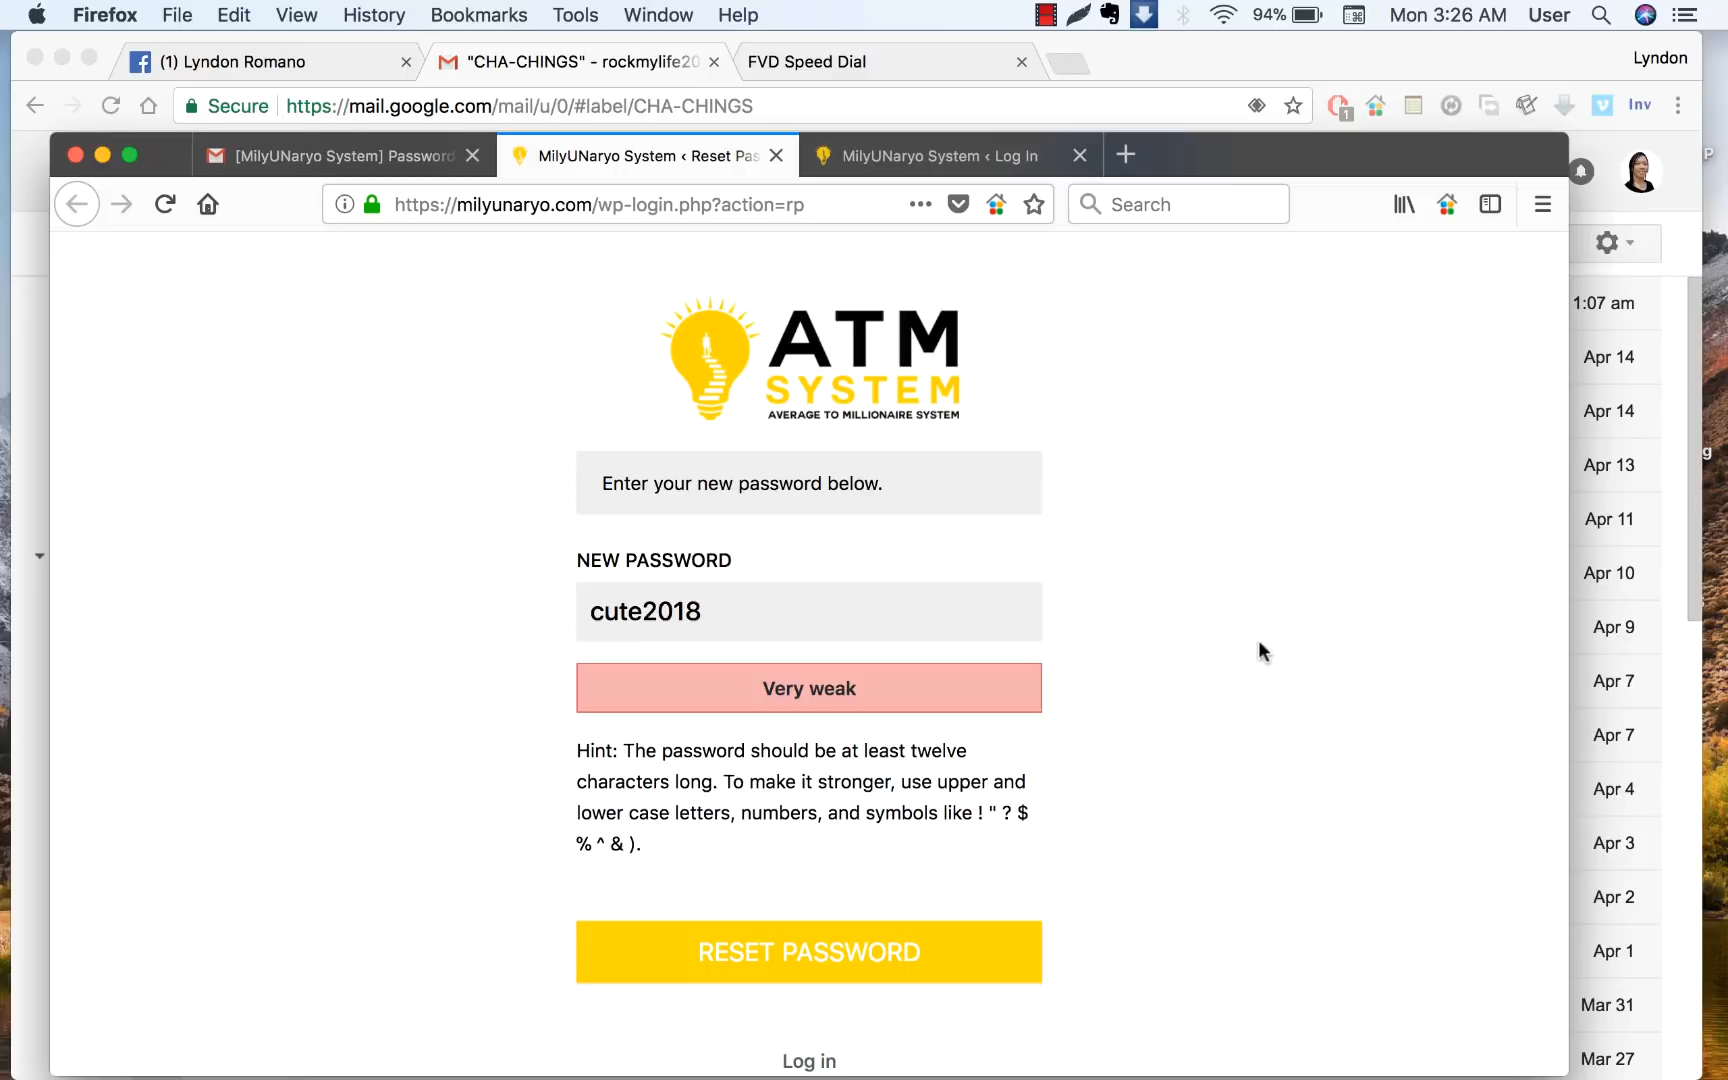 Firefox File Edit View History Bookmarks Tools Window Help 94% Mon 3:26 AM User
(1) Lyndon Romano "CHA-CHINGS" - rockmylife20 FVD Speed Dial Lyndon
Secure https://mail.google.com/mail/u/0/#label/CHA-CHINGS 1 Inv
[MilyUNaryo System] Password MilyUNaryo System ‹ Reset Pas MilyUNaryo System ‹ Log In
https://milyunaryo.com/wp-login.php?action=rp Search
ATM
SYSTEM
AVERAGE TO MILLIONAIRE SYSTEM
Enter your new password below.
NEW PASSWORD
cute2018
Very weak
Hint: The password should be at least twelve
characters long. To make it stronger, use upper and
lower case letters, numbers, and symbols like ! " ? $
% ^ & ).
RESET PASSWORD
Log in
1:07 am
Apr 14
Apr 14
Apr 13
Apr 11
Apr 10
Apr 9
Apr 7
Apr 7
Apr 4
Apr 3
Apr 2
Apr 1
Mar 31
Mar 27
P
g